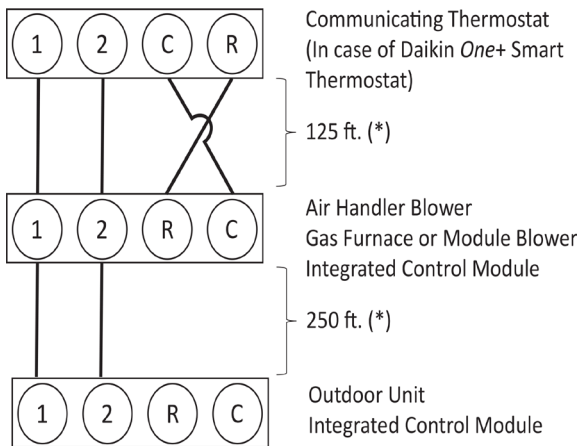 1 2 C R
Communicating Thermostat
(In case of Daikin One+ Smart
Thermostat)
125 ft. (*)
1 2 R C
Air Handler Blower
Gas Furnace or Module Blower
Integrated Control Module
250 ft. (*)
1 2 R C
Outdoor Unit
Integrated Control Module